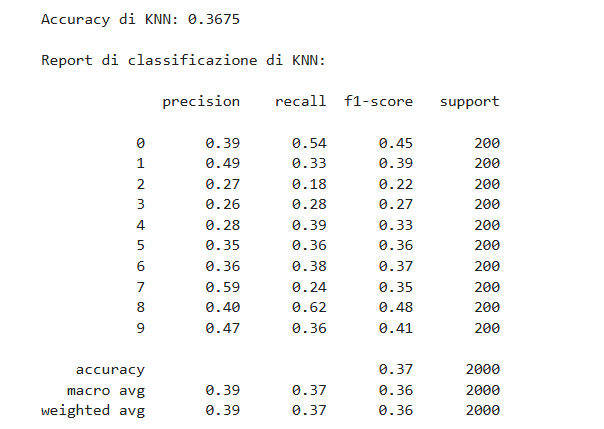 Accuracy di KNN: 0.3675
Report di classificazione di KNN:
precision recall f1-score support
0 0.39 0.54 0.45 200
1 0.49 0.33 0.39 200
2 0.27 0.18 0.22 200
3 0.26 0.28 0.27 200
4 0.28 0.39 0.33 200
5 0.35 0.36 0.36 200
6 0.36 0.38 0.37 200
7 0.59 0.24 0.35 200
8 0.40 0.62 0.48 200
9 0.47 0.36 0.41 200
accuracy 0.37 2000
macro avg 0.39 0.37 0.36 2000
weighted avg 0.39 0.37 0.36 2000